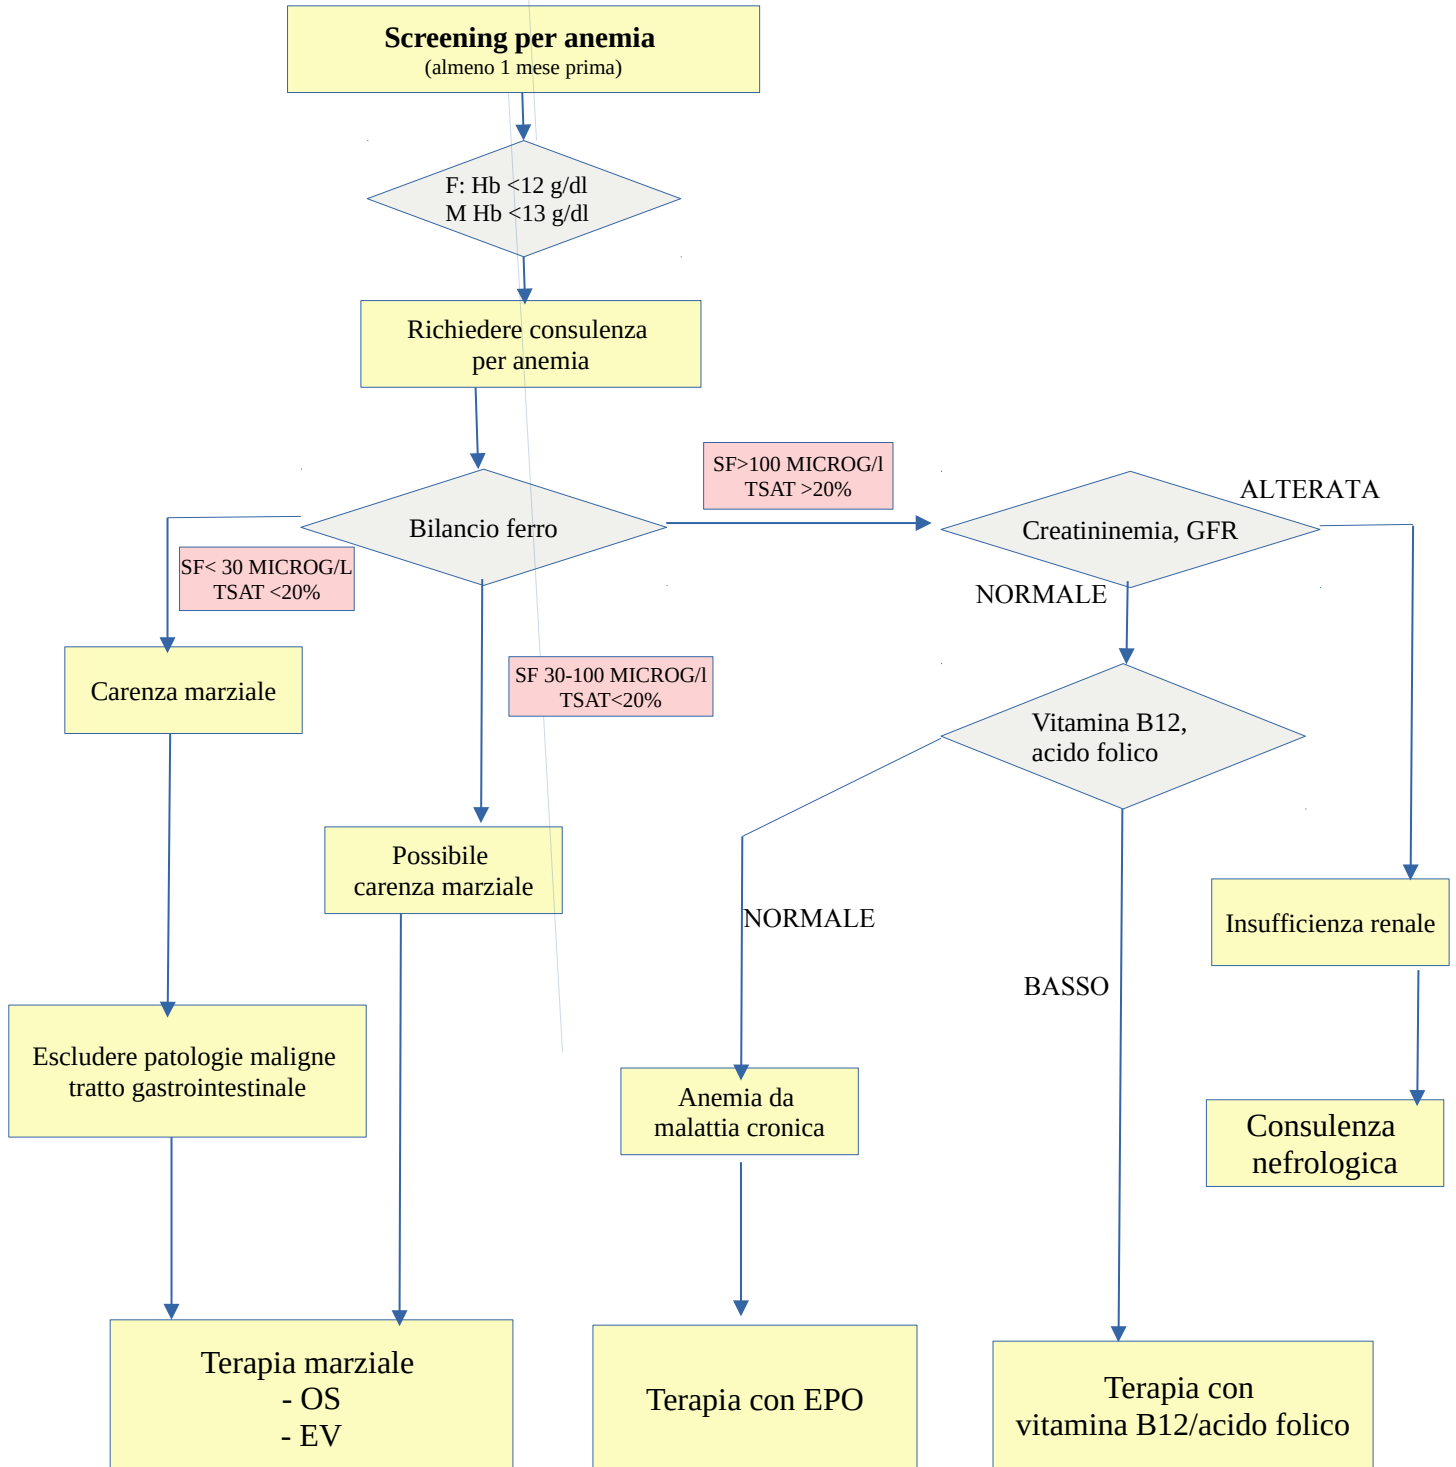 Screening per anemia
(almeno 1 mese prima)
F: Hb <12 g/dl
M Hb <13 g/dl
Richiedere consulenza
per anemia
SF>100 MICROG/l
TSAT >20%
ALTERATA
Bilancio ferro
Creatininemia, GFR
SF< 30 MICROG/L
TSAT <20%
NORMALE
SF 30-100 MICROG/l
TSAT<20%
Carenza marziale
Vitamina B12,
acido folico
Possibile
carenza marziale
NORMALE
Insufficienza renale
BASSO
Escludere patologie maligne
tratto gastrointestinale
Anemia da
malattia cronica
Consulenza
nefrologica
Terapia marziale
- OS
- EV
Terapia con EPO
Terapia con
vitamina B12/acido folico